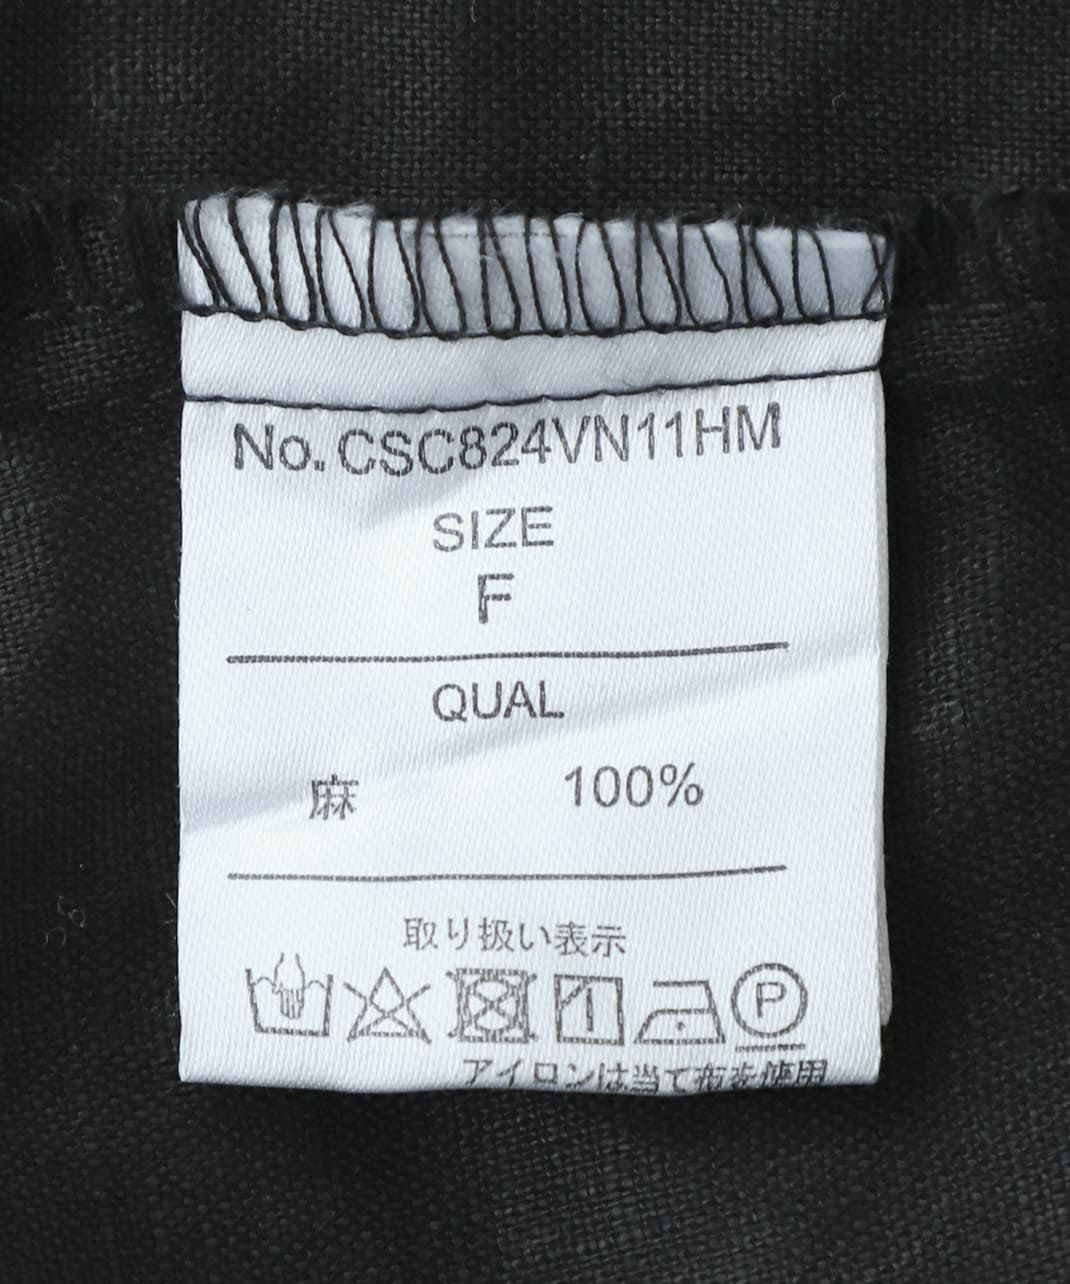 No. CSC824VN11HM
SIZE
F
QUAL
麻 100%
取り扱い表示
P
アイロンは当て布を使用